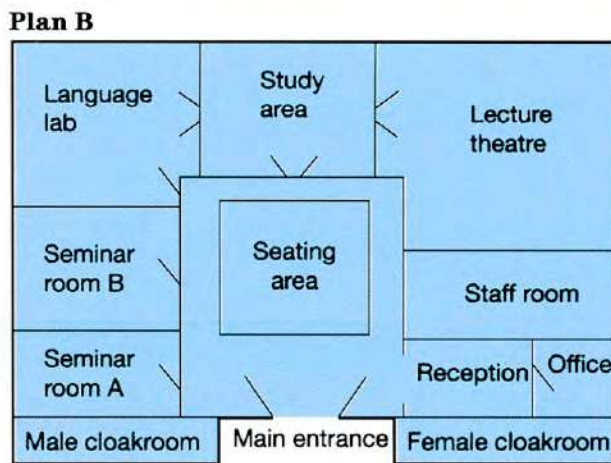 Plan B
Language
lab
Study
area
Lecture
theatre
Seminar
room B
Seating
area
Staff room
Seminar
room A
Reception
Office
Male cloakroom
Main entrance
Female cloakroom